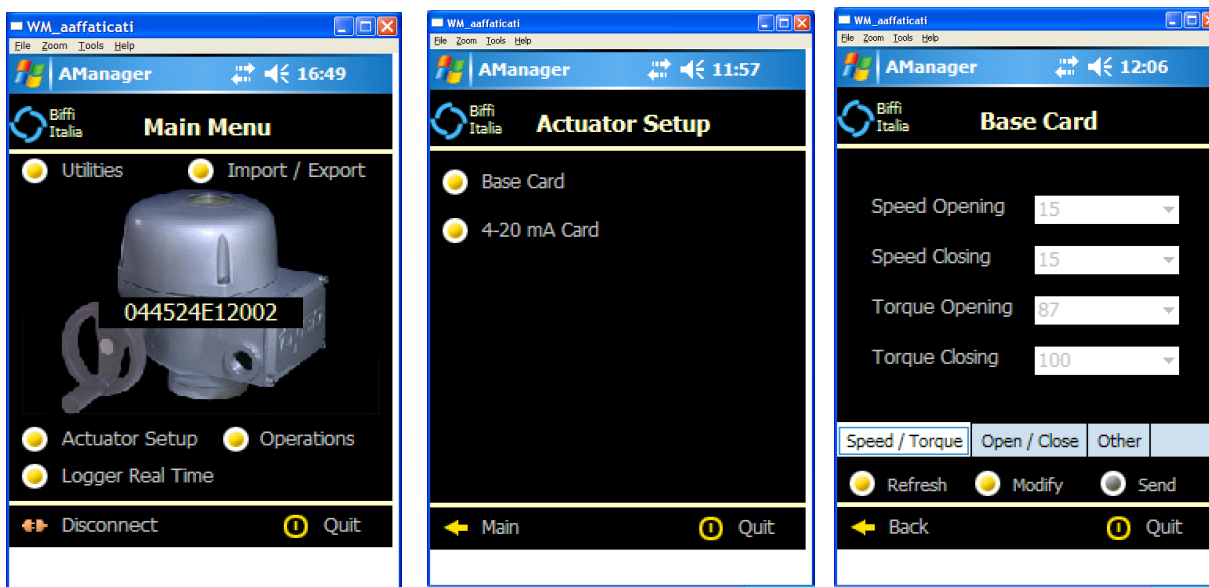 WM_aaffaticati
File Zoom Tools Help
AManager 16:49
Biffi
Italia
Main Menu
Utilities Import / Export
044524E12002
Actuator Setup Operations
Logger Real Time
Disconnect Quit
WM_aaffaticati
File Zoom Tools Help
AManager 11:57
Biffi
Italia
Actuator Setup
Base Card
4-20 mA Card
Main Quit
WM_aaffaticati
File Zoom Tools Help
AManager 12:06
Biffi
Italia
Base Card
Speed Opening 15
Speed Closing 15
Torque Opening 87
Torque Closing 100
Speed / Torque Open / Close Other
Refresh Modify Send
Back Quit